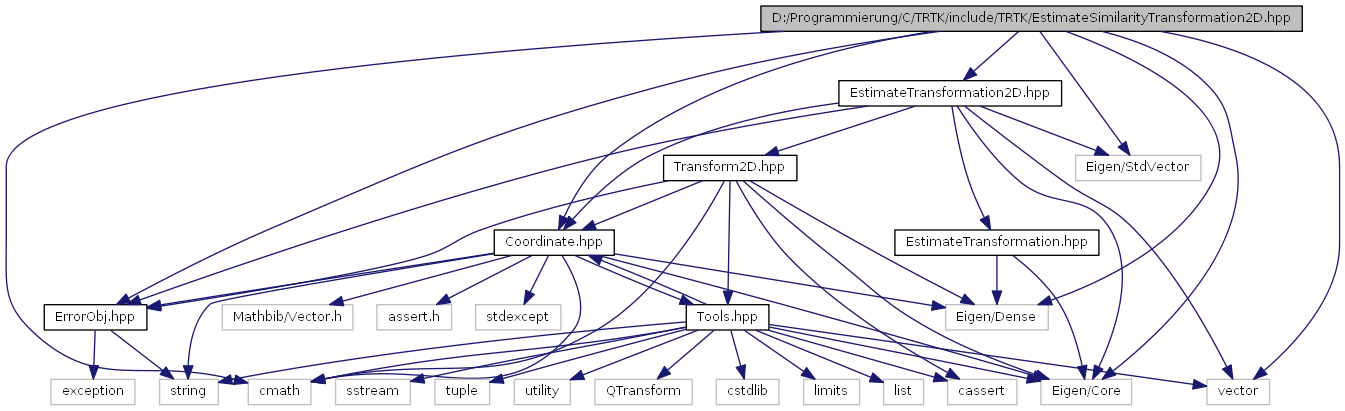 D:/Programmierung/C/TRTK/include/TRTK/EstimateSimilarityTransformation2D.hpp
EstimateTransformation2D.hpp
Transform2D.hpp
Eigen/StdVector
Coordinate.hpp
EstimateTransformation.hpp
ErrorObj.hpp
Mathbib/Vector.h
assert.h
stdexcept
Tools.hpp
Eigen/Dense
exception
string
cmath
sstream
tuple
utility
QTransform
cstdlib
limits
list
cassert
Eigen/Core
vector